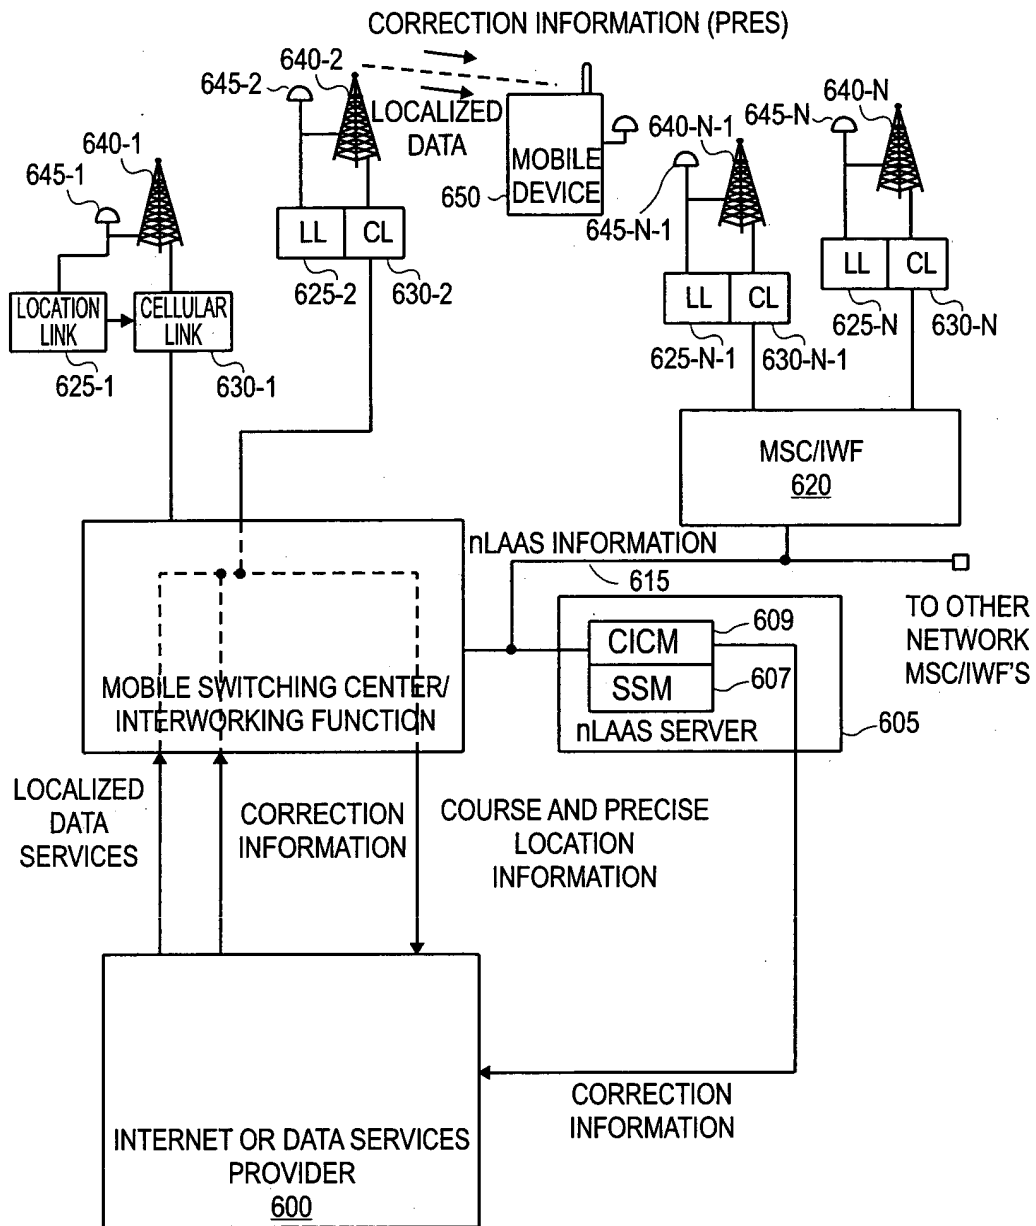 CORRECTION INFORMATION (PRES)
640-2
645-2
LOCALIZED
DATA
MOBILE
DEVICE
650
640-N
645-N
640-N-1
645-N-1
640-1
645-1
LL
CL
625-2
630-2
LOCATION
LINK
CELLULAR
LINK
625-1
630-1
LL
CL
625-N-1
630-N-1
LL
CL
625-N
630-N
MSC/IWF
620
nLAAS INFORMATION
615
TO OTHER
NETWORK
MSC/IWF'S
CICM
609
SSM
607
nLAAS SERVER
605
MOBILE SWITCHING CENTER/
INTERWORKING FUNCTION
LOCALIZED
DATA
SERVICES
CORRECTION
INFORMATION
COURSE AND PRECISE
LOCATION
INFORMATION
CORRECTION
INFORMATION
INTERNET OR DATA SERVICES
PROVIDER
600